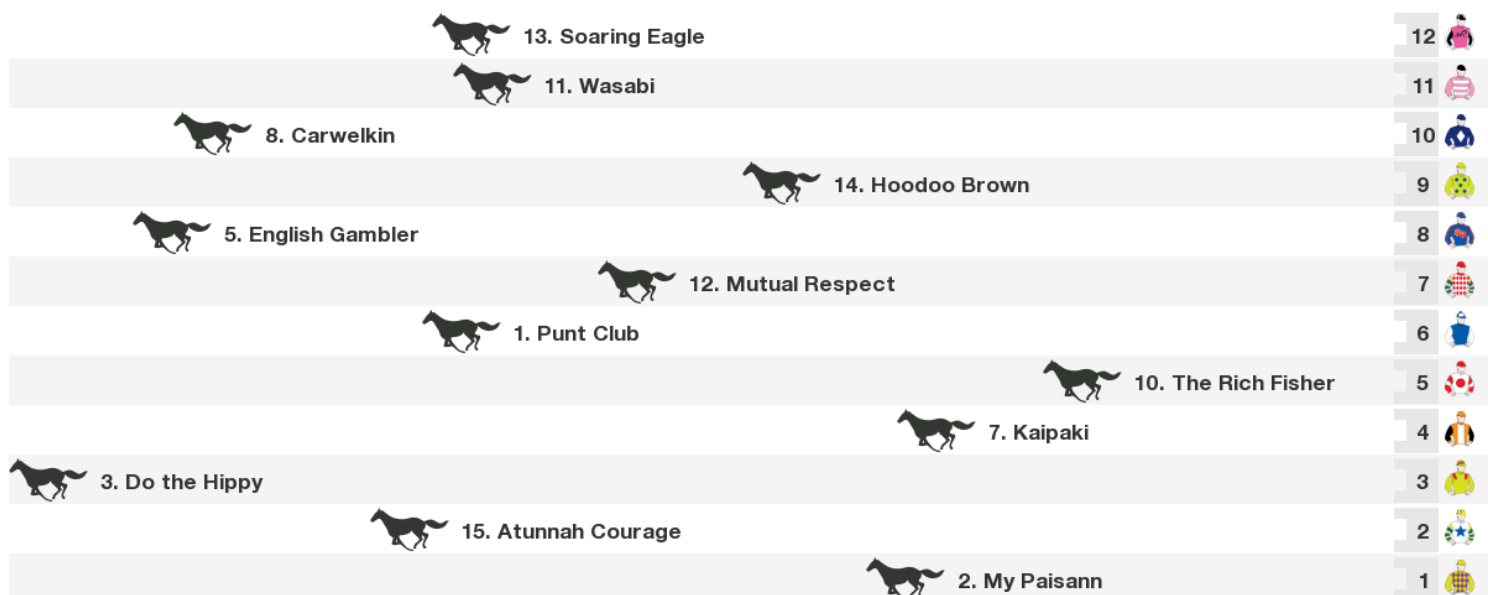 13. Soaring Eagle 12
11. Wasabi 11
8. Carwelkin 10
14. Hoodoo Brown 9
5. English Gambler 8
12. Mutual Respect 7
1. Punt Club 6
10. The Rich Fisher 5
7. Kaipaki 4
3. Do the Hippy 3
15. Atunnah Courage 2
2. My Paisann 1